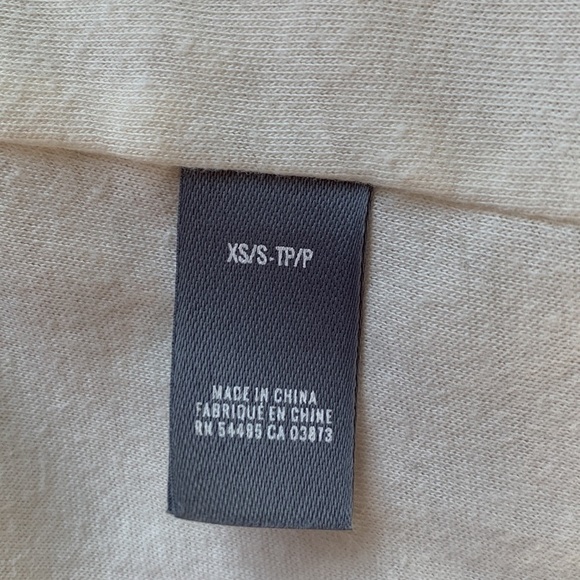 XS/S-TP/P
MADE IN CHINA
FABRIQUÉ EN CHINE
RN 54485 CA 03873